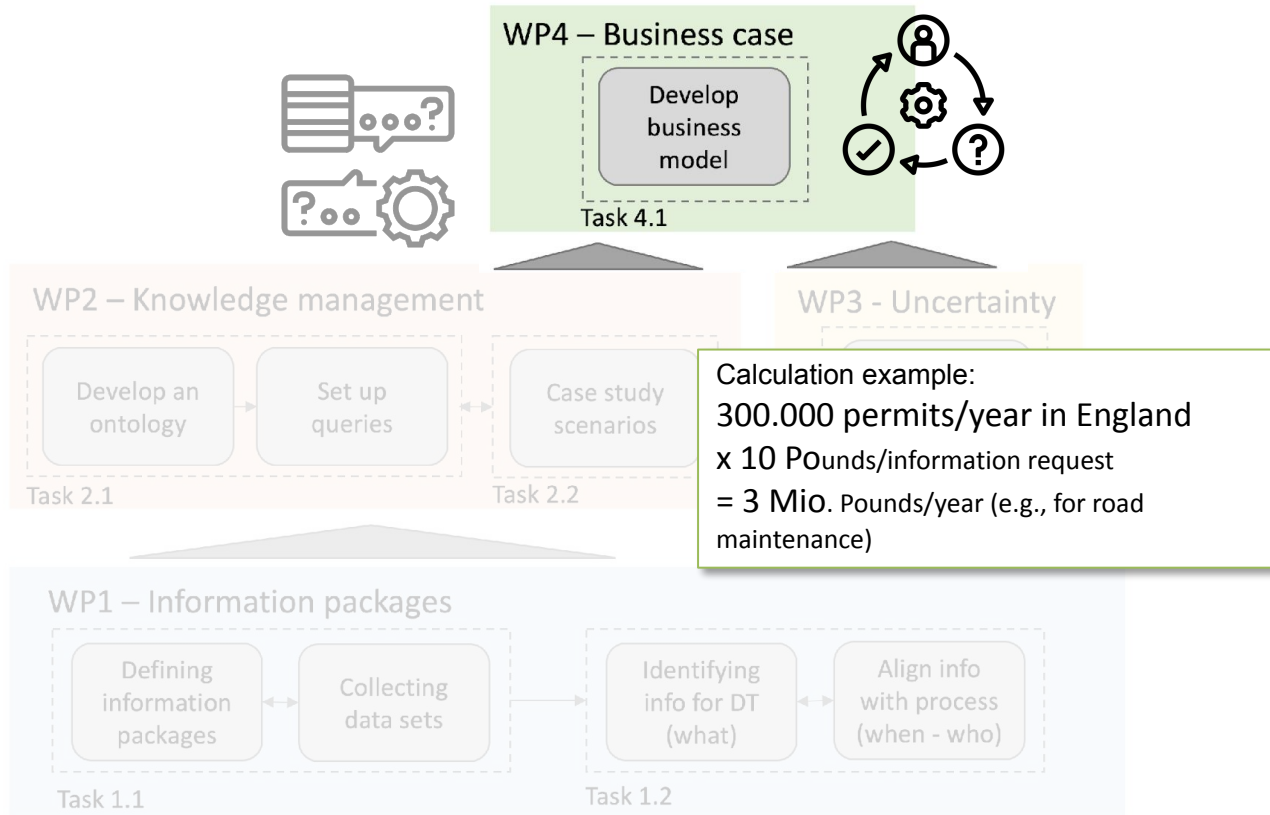 WP4 – Business case
Develop
business
model
Task 4.1
?
?
?
WP2 – Knowledge management
Develop an
ontology
Set up
queries
Case study
scenarios
Task 2.1
Task 2.2
WP3 - Uncertainty
Calculation example:
300.000 permits/year in England
x 10 Pounds/information request
= 3 Mio. Pounds/year (e.g., for road
maintenance)
WP1 – Information packages
Defining
information
packages
Collecting
data sets
Identifying
info for DT
(what)
Align info
with process
(when - who)
Task 1.1
Task 1.2